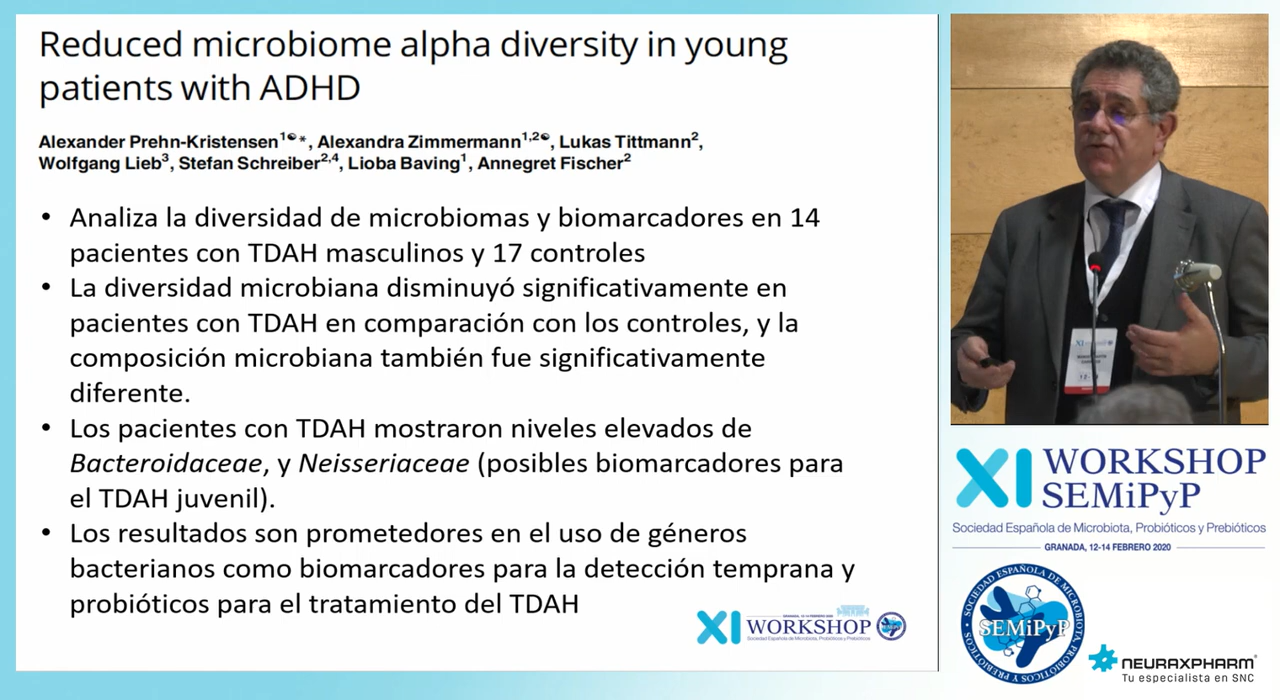 Reduced microbiome alpha diversity in young
patients with ADHD
Alexander Prehn-Kristensen1*, Alexandra Zimmermann1,2, Lukas Tittmann2,
Wolfgang Lieb3, Stefan Schreiber2,4, Lioba Baving1, Annegret Fischer2
• Analiza la diversidad de microbiomas y biomarcadores en 14
pacientes con TDAH masculinos y 17 controles
• La diversidad microbiana disminuyó significativamente en
pacientes con TDAH en comparación con los controles, y la
composición microbiana también fue significativamente
diferente.
• Los pacientes con TDAH mostraron niveles elevados de
Bacteroidaceae, y Neisseriaceae (posibles biomarcadores para
el TDAH juvenil).
• Los resultados son prometedores en el uso de géneros
bacterianos como biomarcadores para la detección temprana y
probióticos para el tratamiento del TDAH
XI WORKSHOP
Sociedad Española de Microbiota, Probióticos y Prebióticos
XI WORKSHOP
SEMiPyP
Sociedad Española de Microbiota, Probióticos y Prebióticos
GRANADA, 12-14 FEBRERO 2020
SOCIEDAD ESPAÑOLA DE MICROBIOTA, PROBIÓTICOS Y PREBIÓTICOS
SEMiPyP
NEURAXPHARM
Tu especialista en SNC